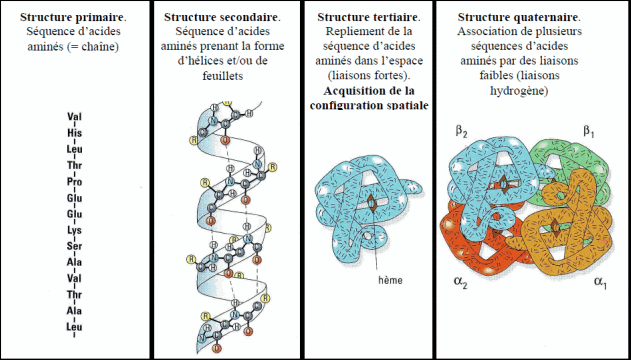 Structure primaire.
Séquence d'acides
aminés (= chaîne)
Val
His
Leu
Thr
Pro
Glu
Glu
Lys
Ser
Ala
Val
Thr
Ala
Leu
Structure secondaire.
Séquence d'acides
aminés prenant la forme
d'hélices et/ou de
feuillets
R
H
N
C
C
H
O
H
R
N
C
H
C
R
C
C
O
O
H
R
N
C
H
N
C
C
O
O
R
H
N
C
C
R
H
O
O
Structure tertiaire.
Repliement de la
séquence d'acides
aminés dans l'espace
(liaisons fortes).
Acquisition de la
configuration spatiale
hème
Structure quaternaire.
Association de plusieurs
séquences d'acides
aminés par des liaisons
faibles (liaisons
hydrogène)
β2
β1
α2
α1